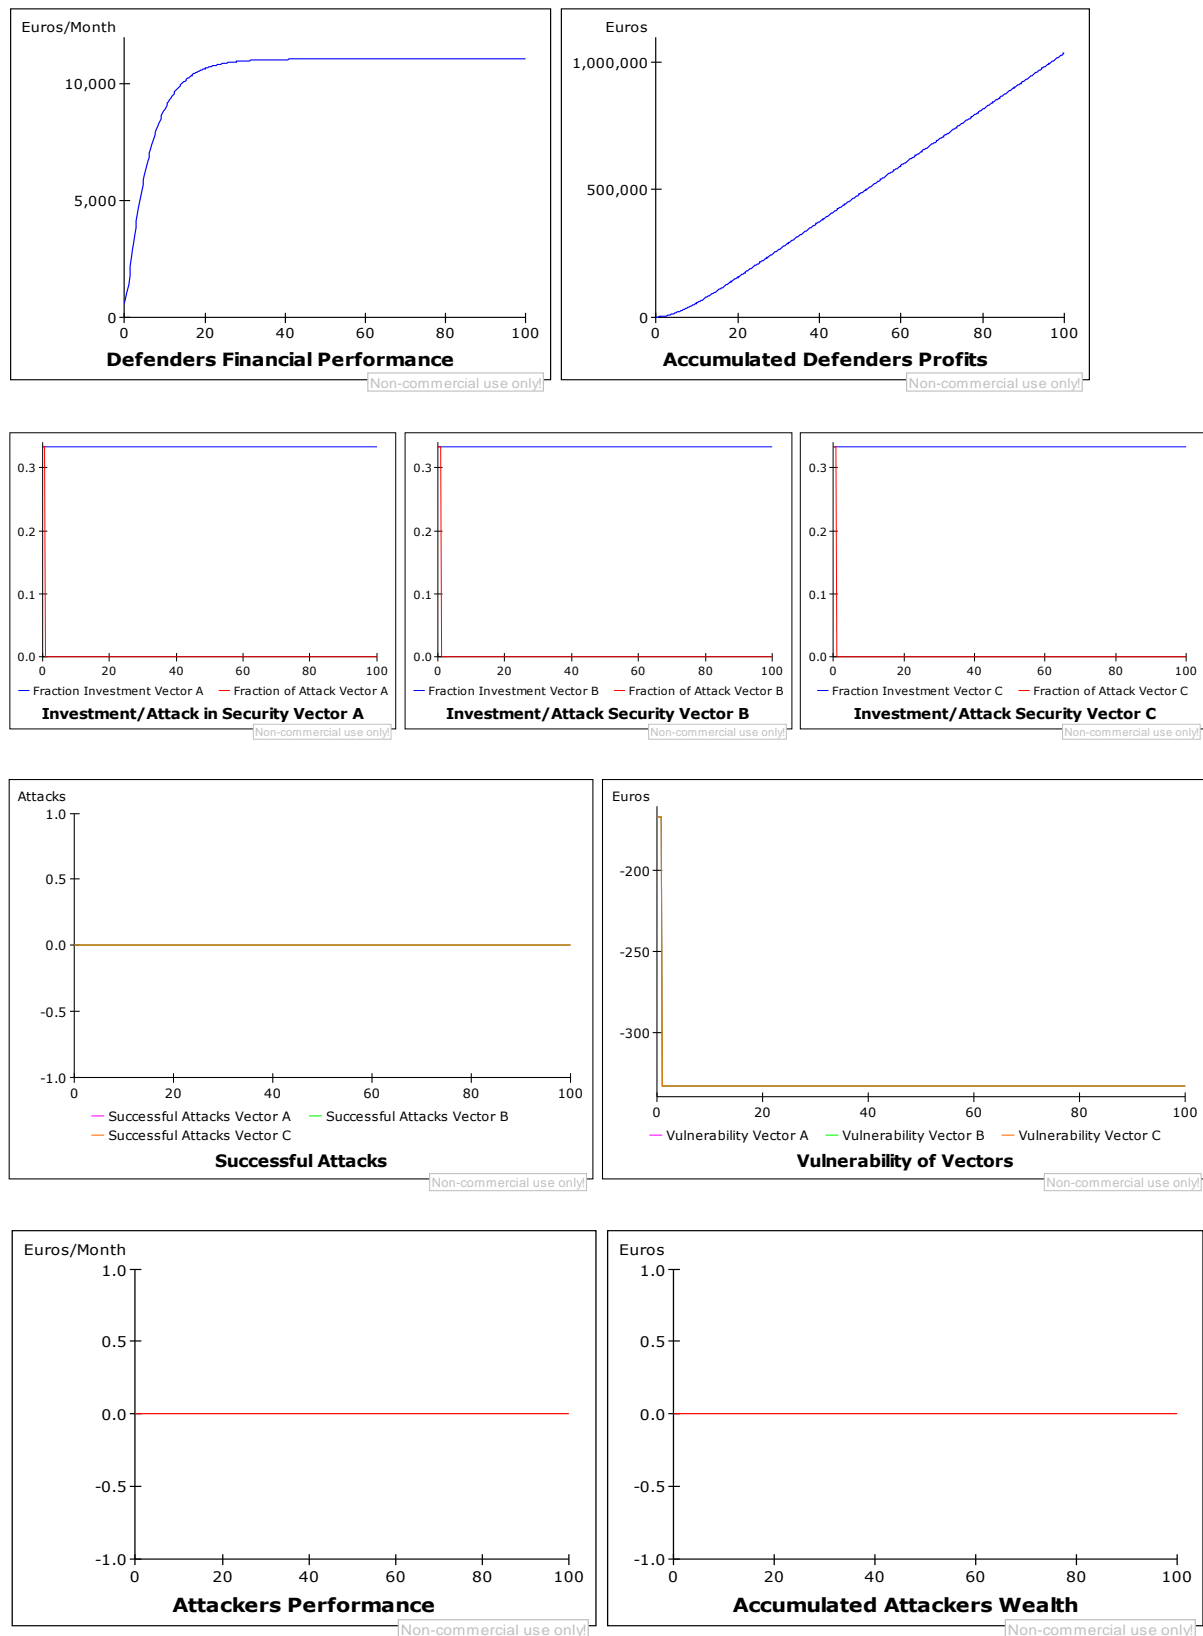 Euros/Month
10,000
5,000
0
0 20 40 60 80 100
Defenders Financial Performance
Non-commercial use only!
Euros
1,000,000
500,000
0
0 20 40 60 80 100
Accumulated Defenders Profits
Non-commercial use only!
0.3
0.2
0.1
0.0
0 20 40 60 80 100
Fraction Investment Vector A Fraction of Attack Vector A
Investment/Attack in Security Vector A
Non-commercial use only!
0.3
0.2
0.1
0.0
0 20 40 60 80 100
Fraction Investment Vector B Fraction of Attack Vector B
Investment/Attack Security Vector B
Non-commercial use only!
0.3
0.2
0.1
0.0
0 20 40 60 80 100
Fraction Investment Vector C Fraction of Attack Vector C
Investment/Attack Security Vector C
Non-commercial use only!
Attacks
1.0
0.5
0.0
-0.5
-1.0
0 20 40 60 80 100
Successful Attacks Vector A Successful Attacks Vector B
Successful Attacks Vector C
Successful Attacks
Non-commercial use only!
Euros
-200
-250
-300
0 20 40 60 80 100
Vulnerability Vector A Vulnerability Vector B Vulnerability Vector C
Vulnerability of Vectors
Non-commercial use only!
Euros/Month
1.0
0.5
0.0
-0.5
-1.0
0 20 40 60 80 100
Attackers Performance
Non-commercial use only!
Euros
1.0
0.5
0.0
-0.5
-1.0
0 20 40 60 80 100
Accumulated Attackers Wealth
Non-commercial use only!